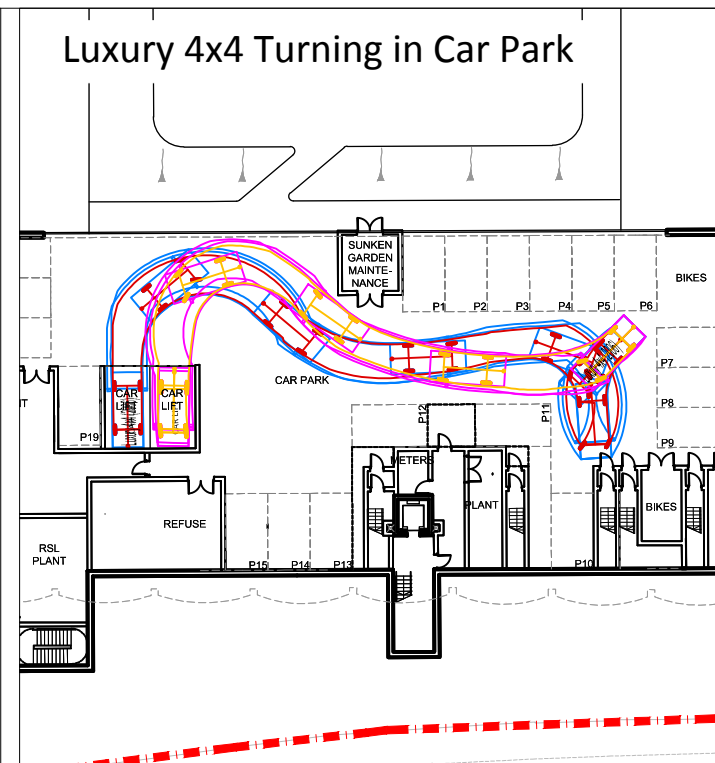 Luxury 4x4 Turning in Car Park
SUNKEN
GARDEN
MAINTE-
NANCE
BIKES
P1
P2
P3
P4
P5
P6
P7
P8
P9
CAR PARK
CAR
LIFT
CAR
LIFT
P19
P12
P11
METERS
PLANT
REFUSE
BIKES
RSL
PLANT
P15
P14
P13
P10